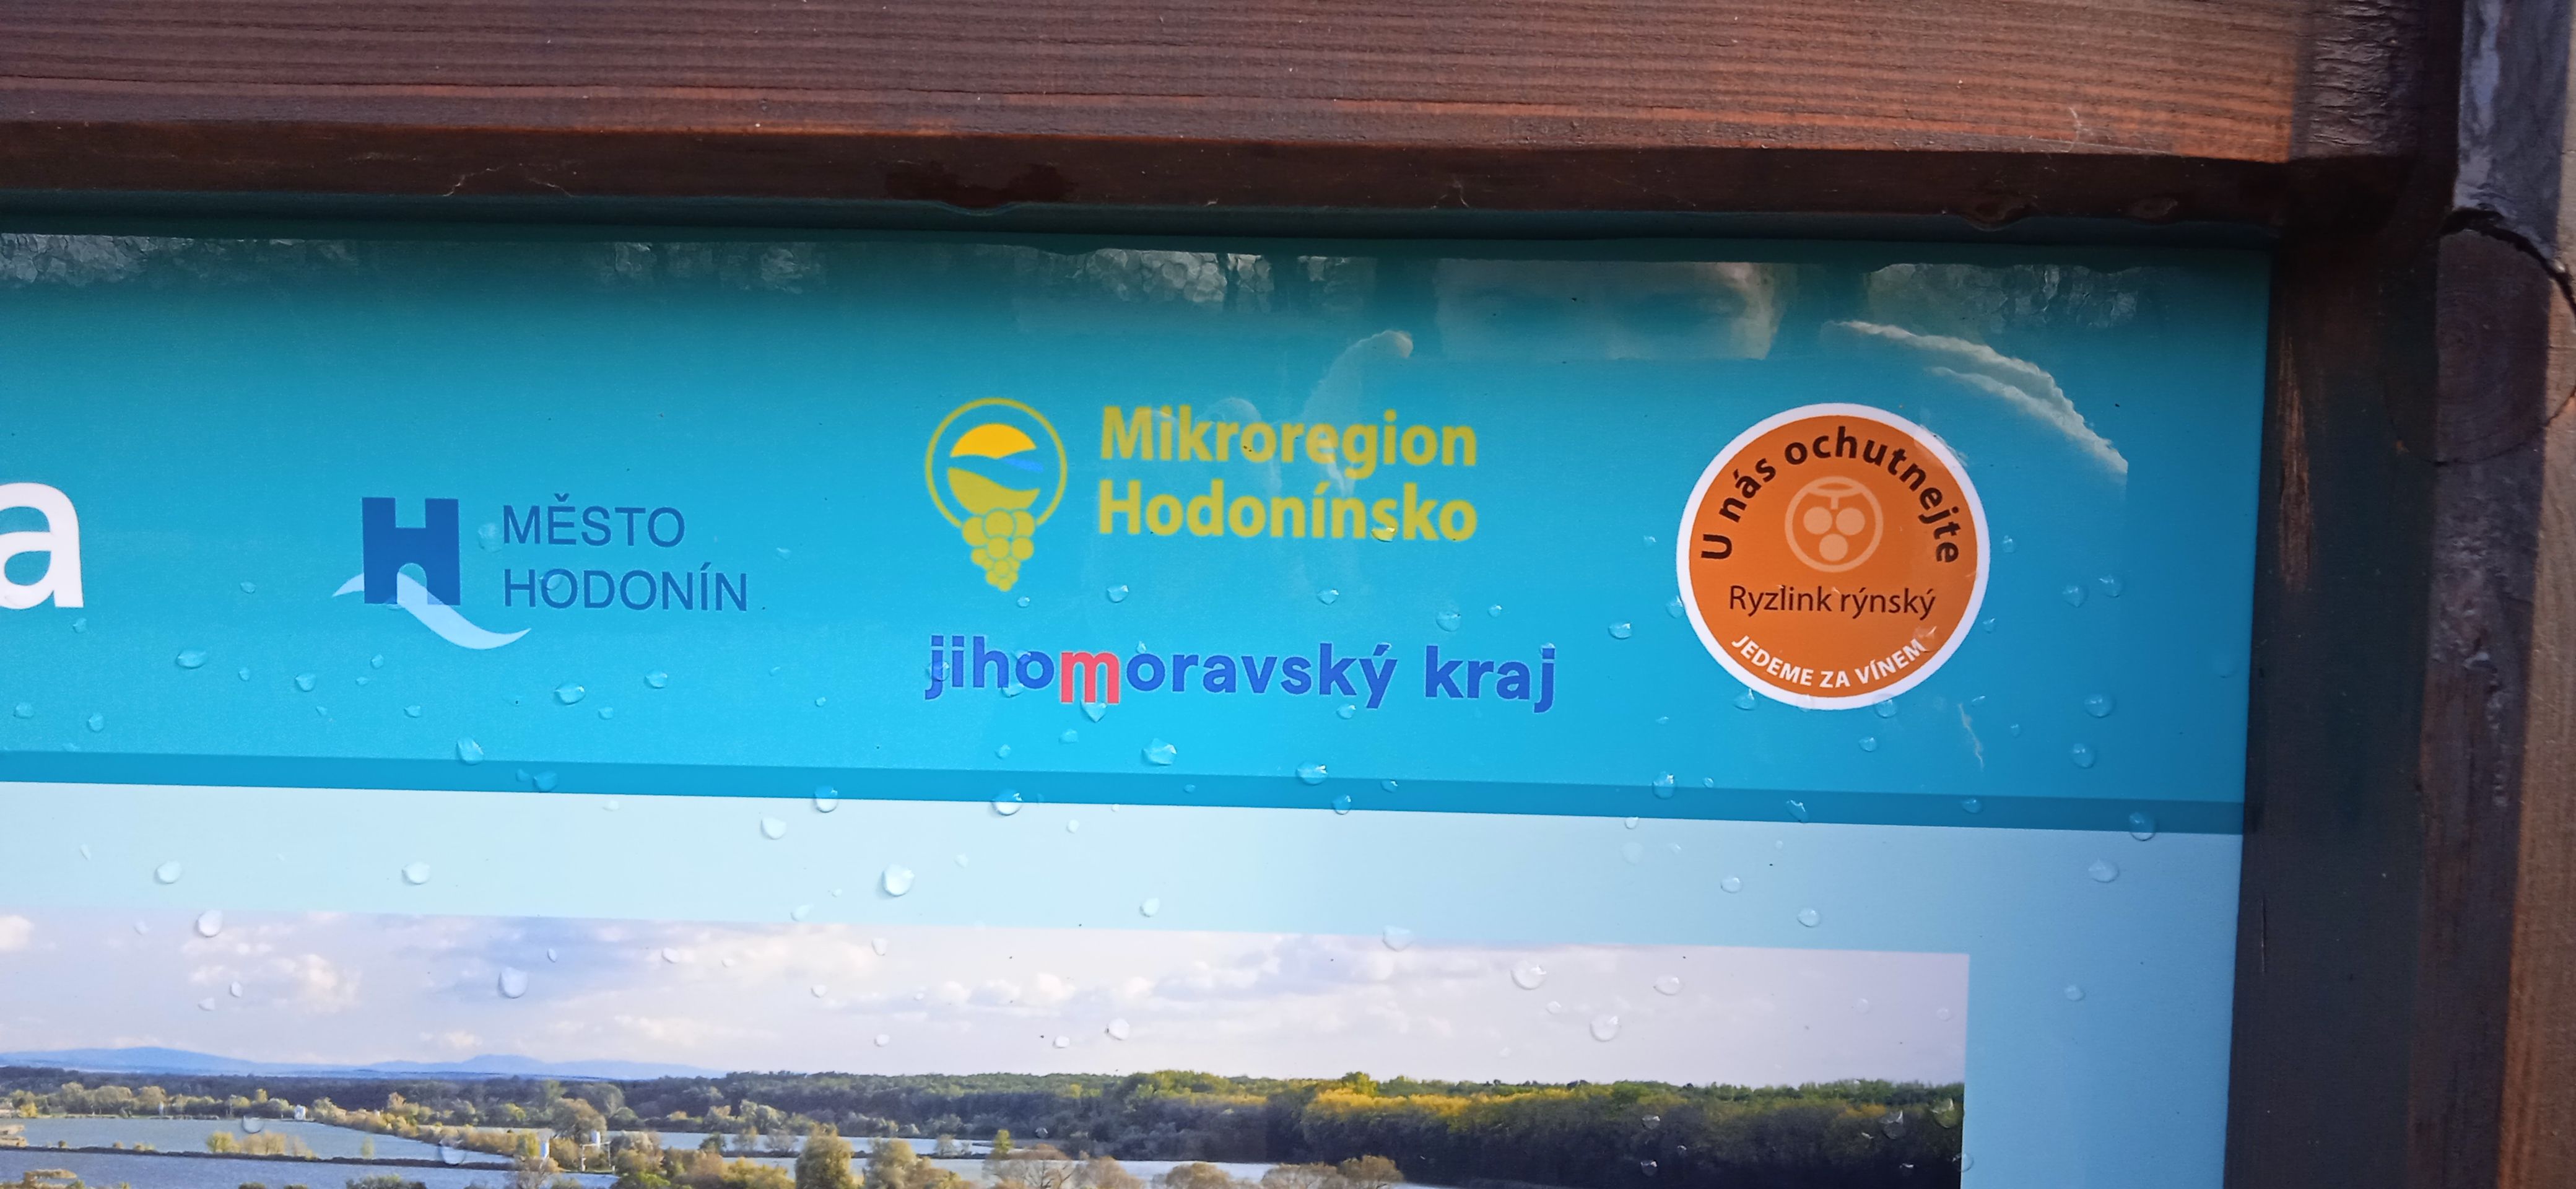 a
MĚSTO
HODONÍN
Mikroregion
Hodonínsko
jihomoravský kraj
U nás ochutnejte
Ryzlink rýnský
JEDEME ZA VÍNEM